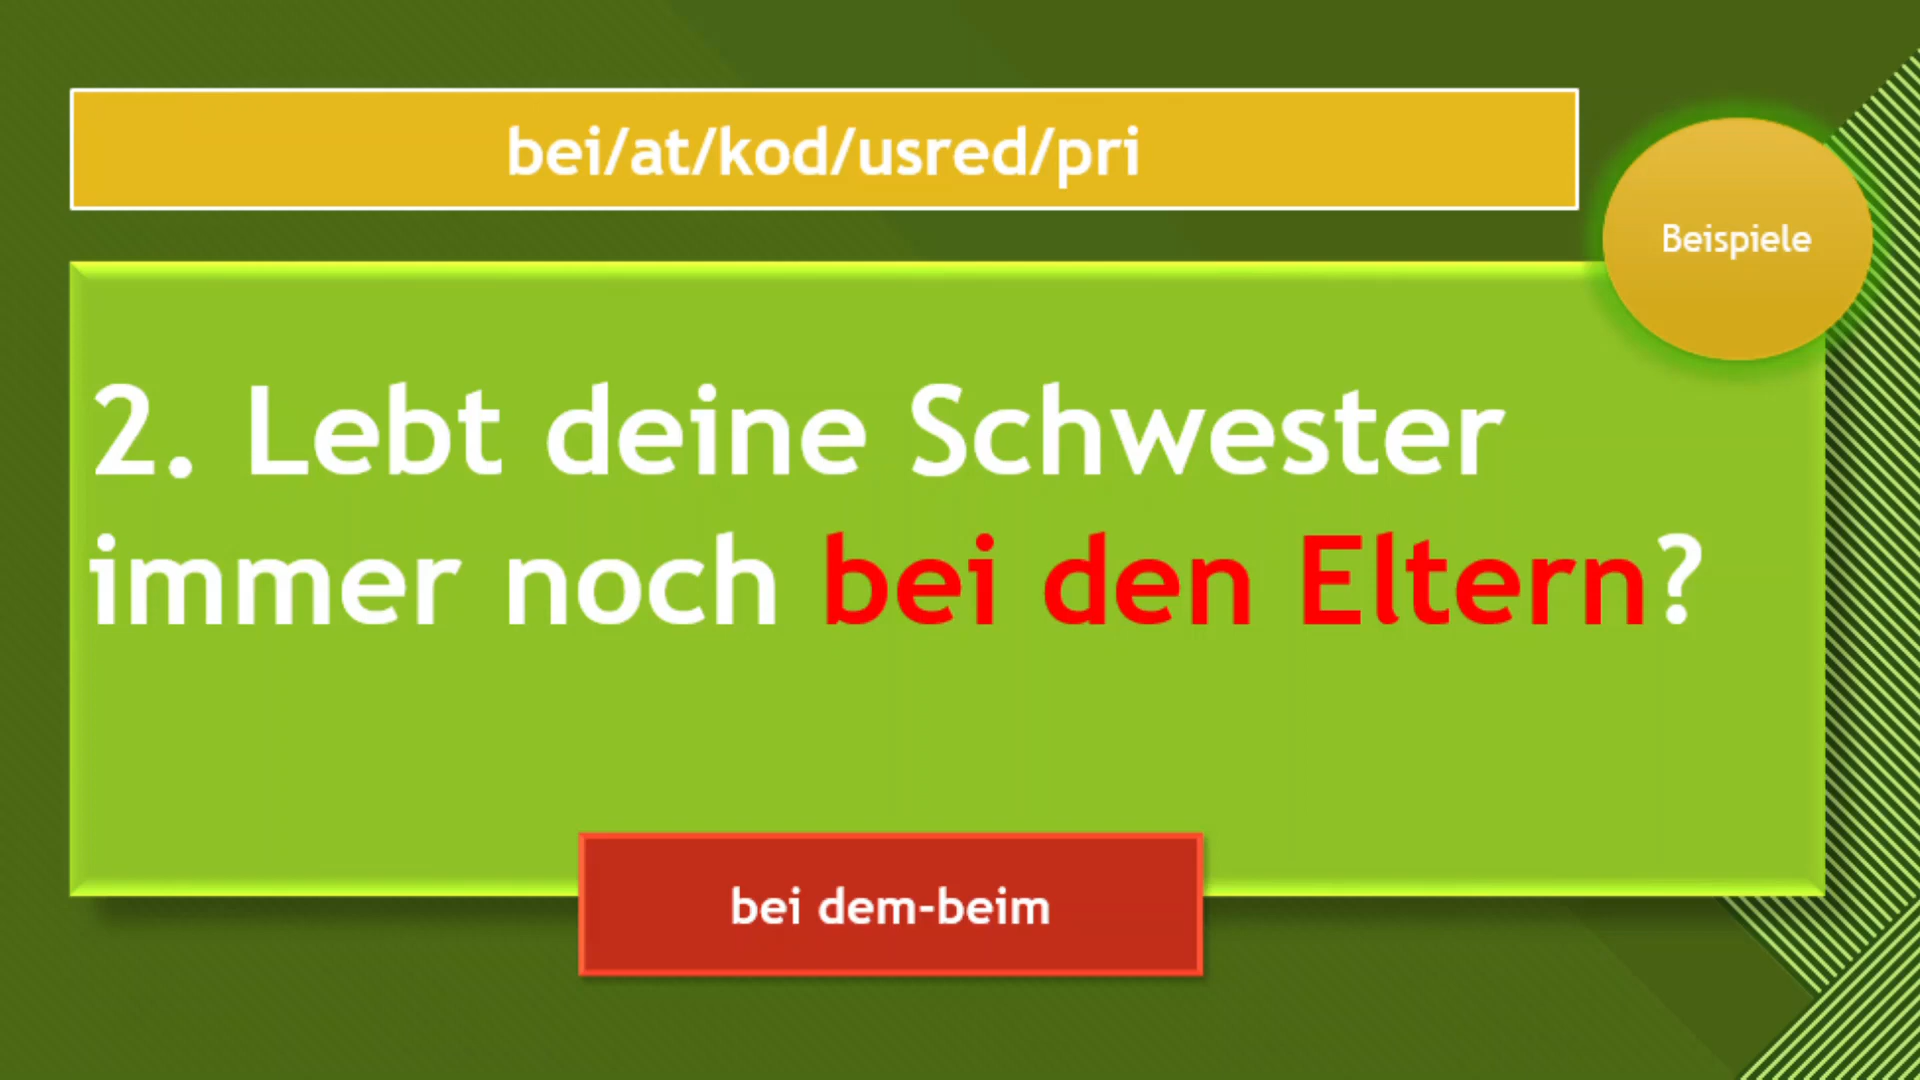 bei/at/kod/usred/pri
Beispiele
2. Lebt deine Schwester
immer noch bei den Eltern?
bei dem-beim